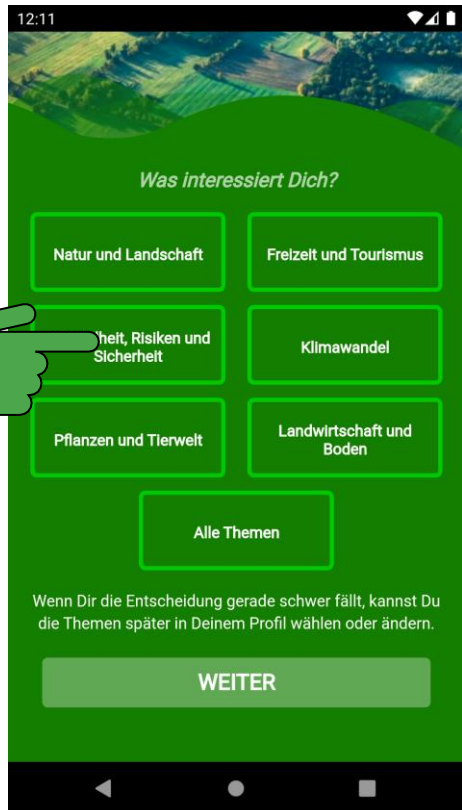 12:11
Was interessiert Dich?
Natur und Landschaft
Freizeit und Tourismus
Risiken und
Sicherheit
Klimawandel
Pflanzen und Tierwelt
Landwirtschaft und
Boden
Alle Themen
Wenn Dir die Entscheidung gerade schwer fällt, kannst Du
die Themen später in Deinem Profil wählen oder ändern.
WEITER